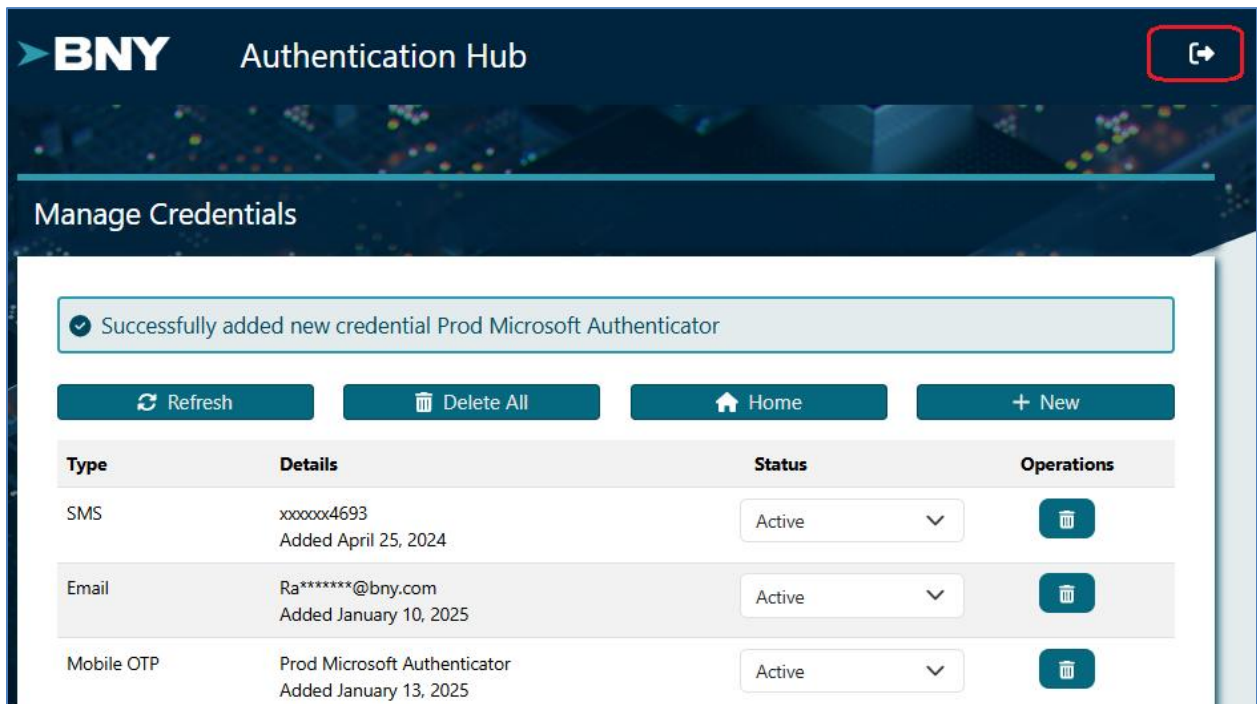 BNY Authentication Hub
Manage Credentials
Successfully added new credential Prod Microsoft Authenticator
Refresh Delete All Home + New
Type Details Status Operations
SMS xxxxxx4693 Active
Added April 25, 2024
Email Ra*******@bny.com Active
Added January 10, 2025
Mobile OTP Prod Microsoft Authenticator Active
Added January 13, 2025